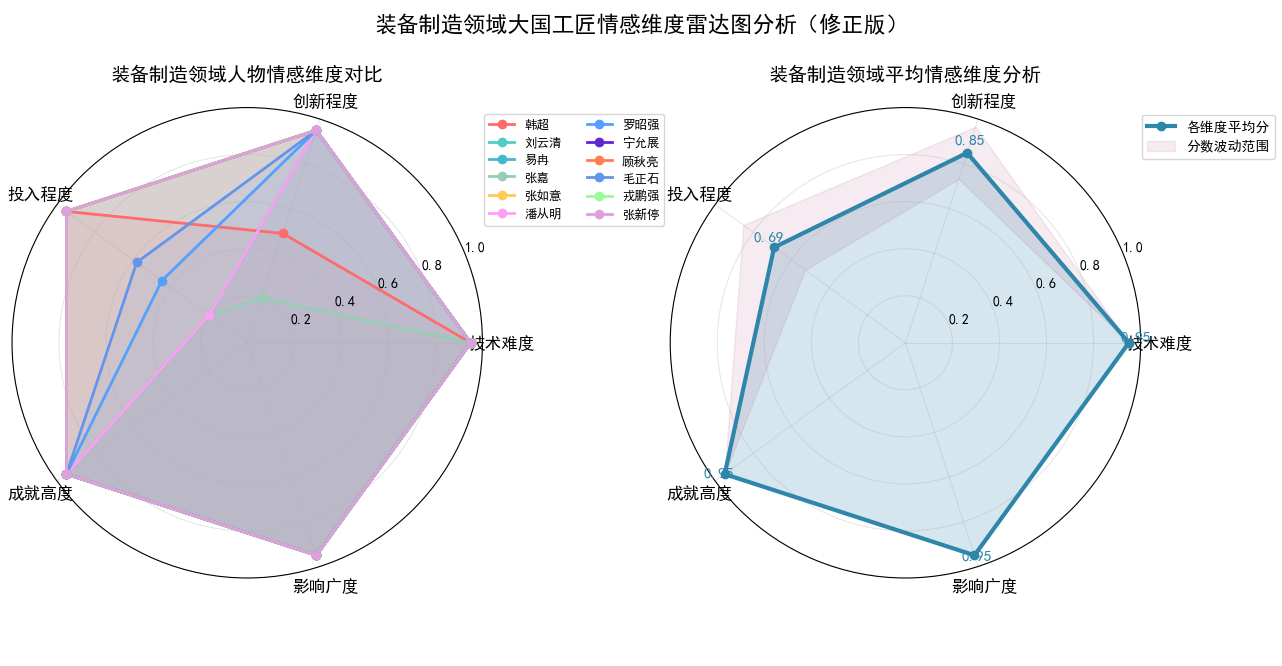 装备制造领域大国工匠情感维度雷达图分析（修正版）
装备制造领域人物情感维度对比
创新程度
投入程度
技术难度
成就高度
影响广度
0.2
0.4
0.6
0.8
1.0
韩超
刘云清
易冉
张嘉
张如意
潘从明
罗昭强
宁允展
顾秋亮
毛正石
戎鹏强
张新停
装备制造领域平均情感维度分析
创新程度
0.85
投入程度
0.69
技术难度
0.95
成就高度
0.95
影响广度
0.95
0.2
0.4
0.6
0.8
1.0
各维度平均分
分数波动范围